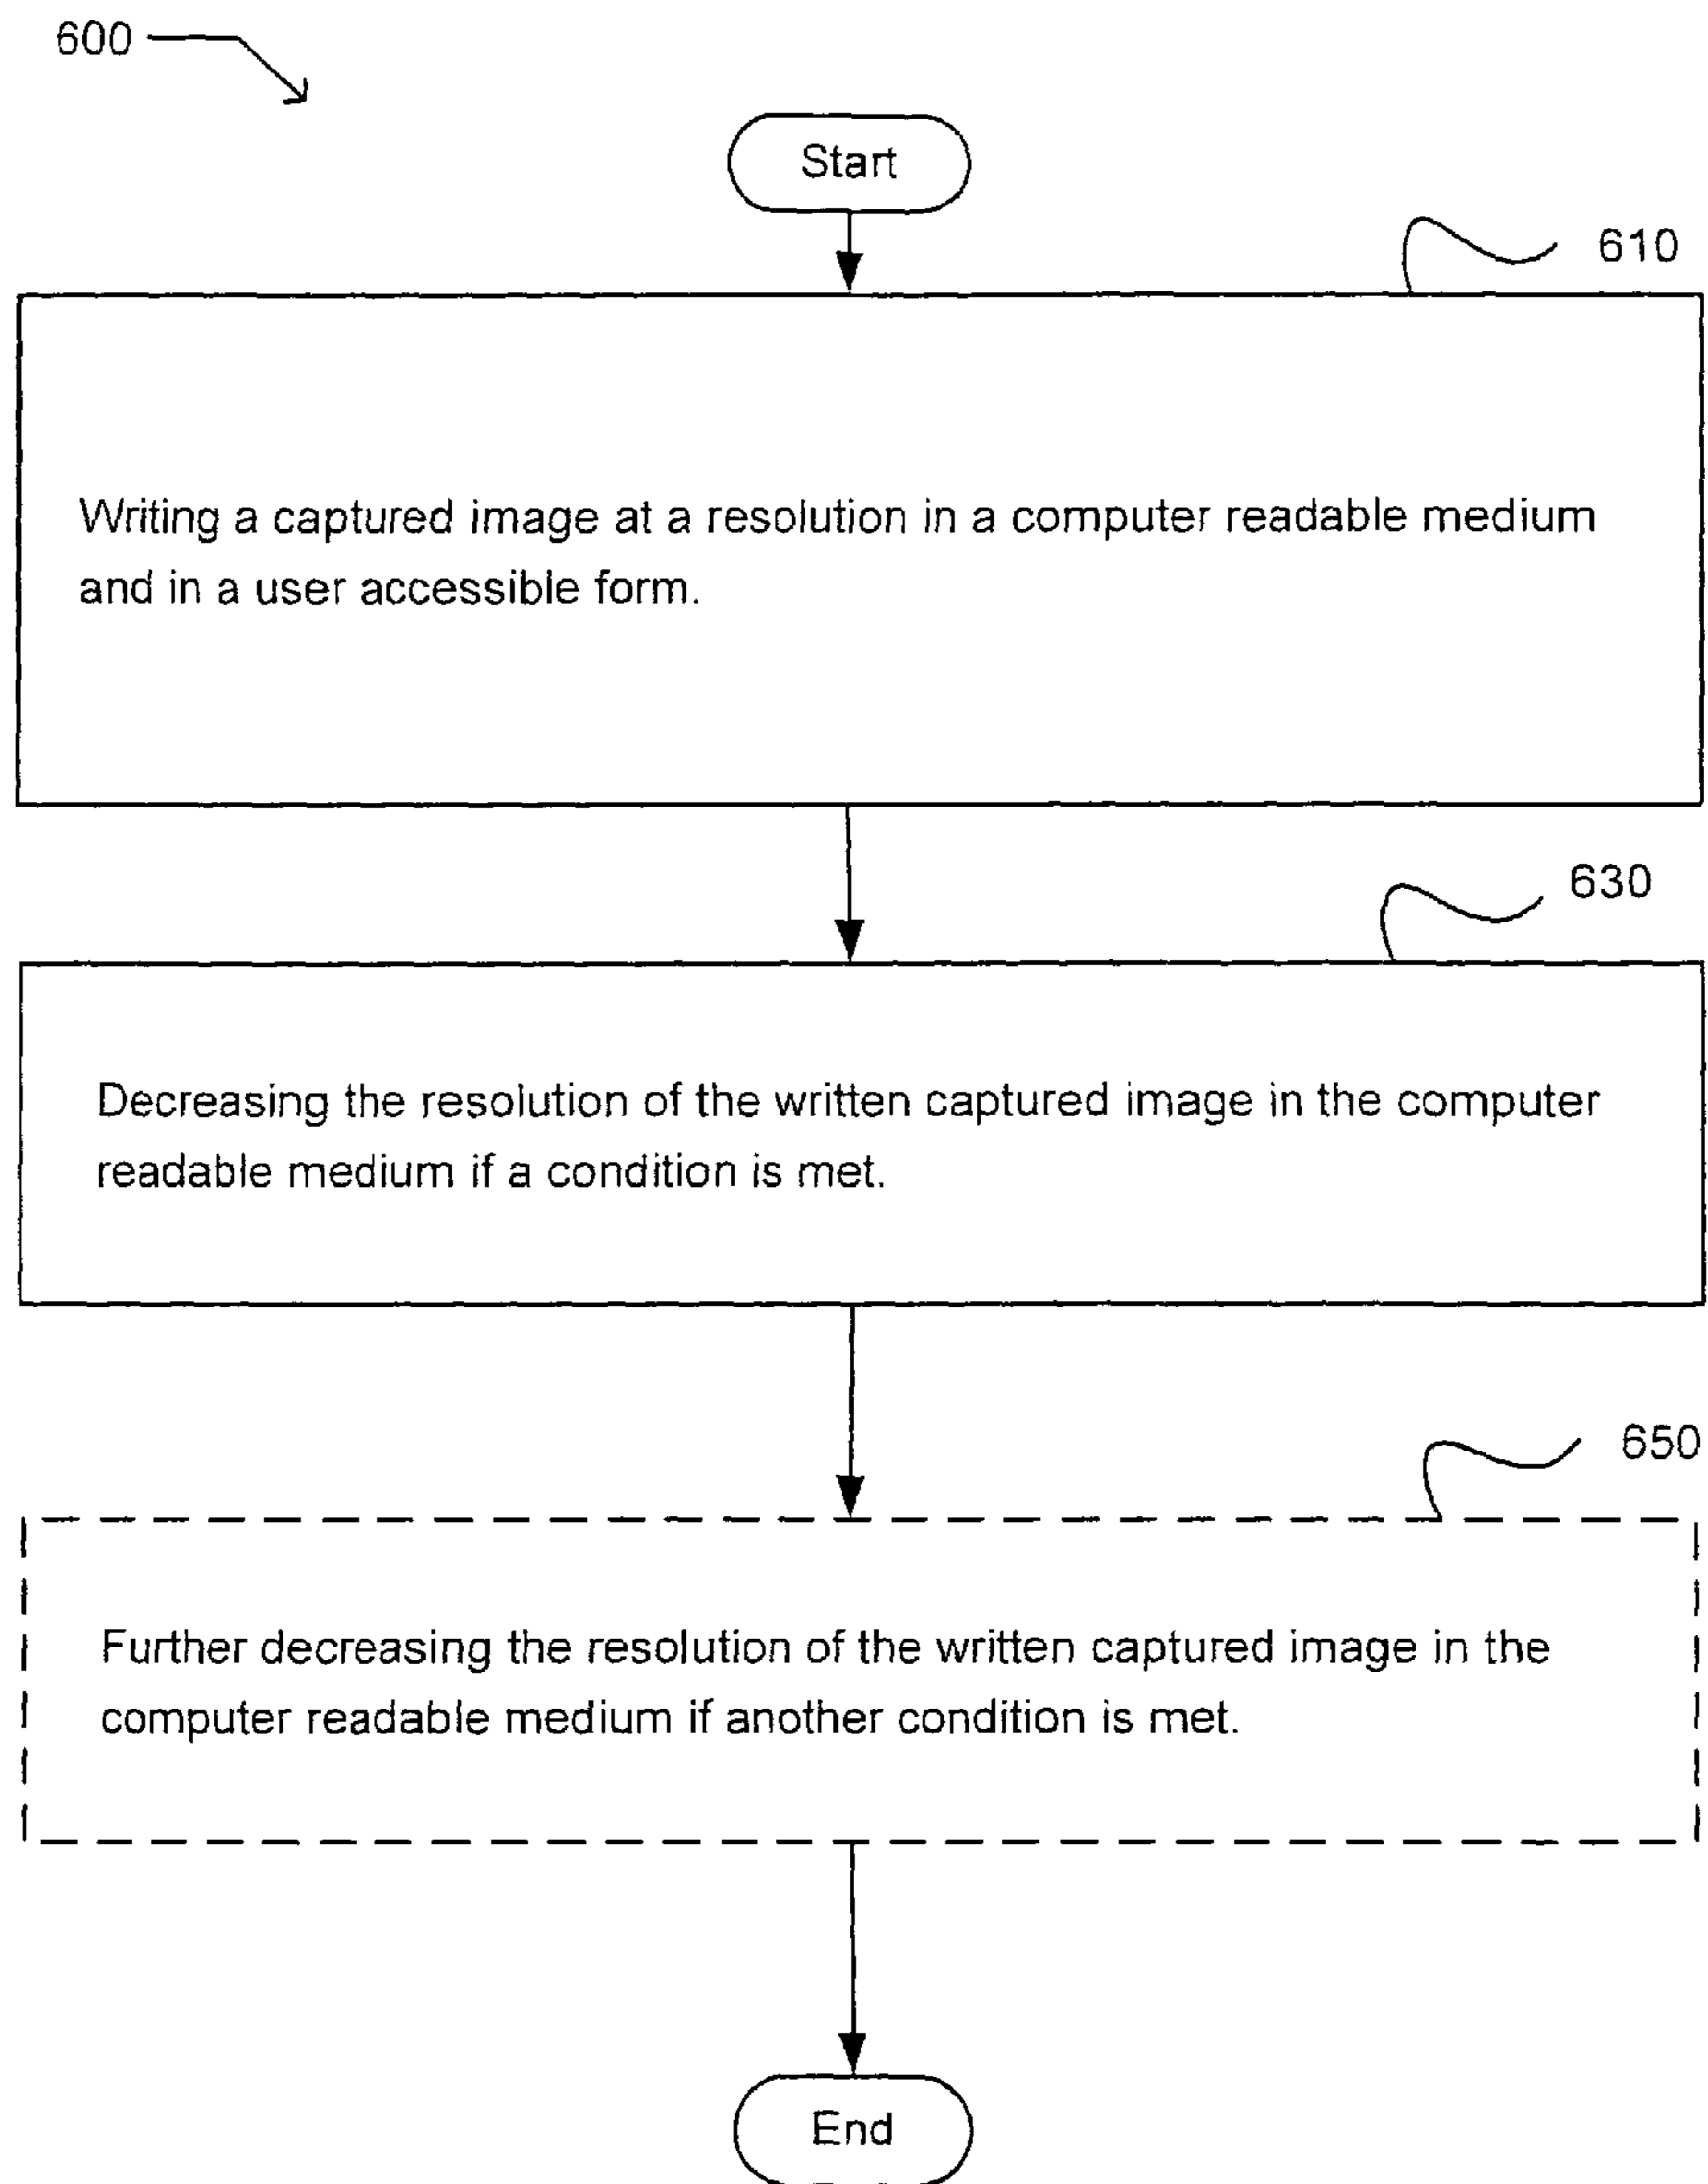 600
Start
610
Writing a captured image at a resolution in a computer readable medium
and in a user accessible form.
630
Decreasing the resolution of the written captured image in the computer
readable medium if a condition is met.
650
Further decreasing the resolution of the written captured image in the
computer readable medium if another condition is met.
End